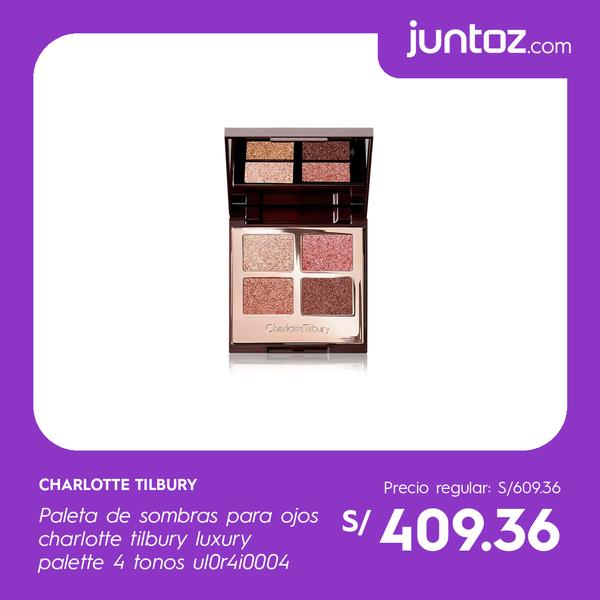 juntoz.com
CharlotteTilbury
CHARLOTTE TILBURY
Paleta de sombras para ojos
charlotte tilbury luxury
palette 4 tonos ul0r4i0004
Precio regular: S/609.36
S/ 409.36